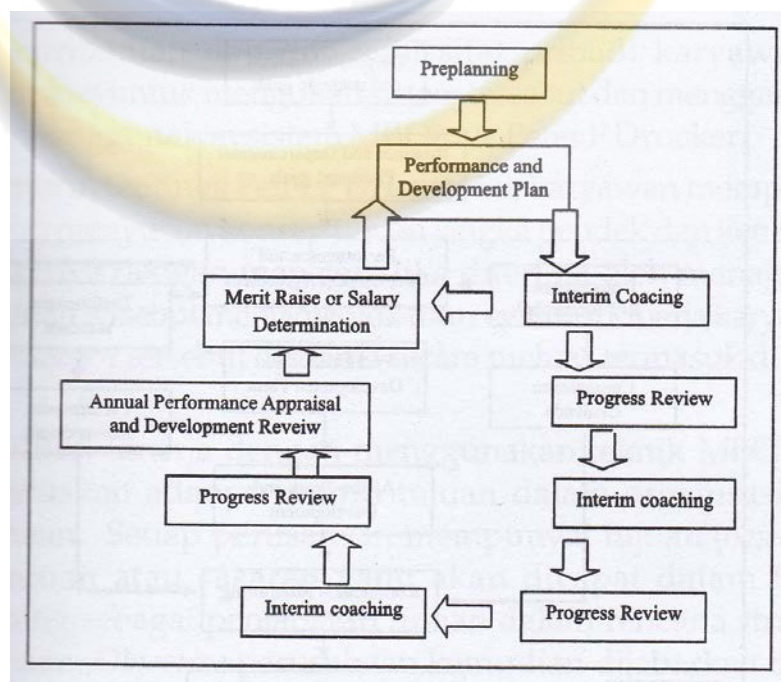 Preplanning
Performance and
Development Plan
Merit Raise or Salary
Determination
Interim Coacing
Annual Performance Appraisal
and Development Reveiw
Progress Review
Progress Review
Interim coaching
Interim coaching
Progress Review